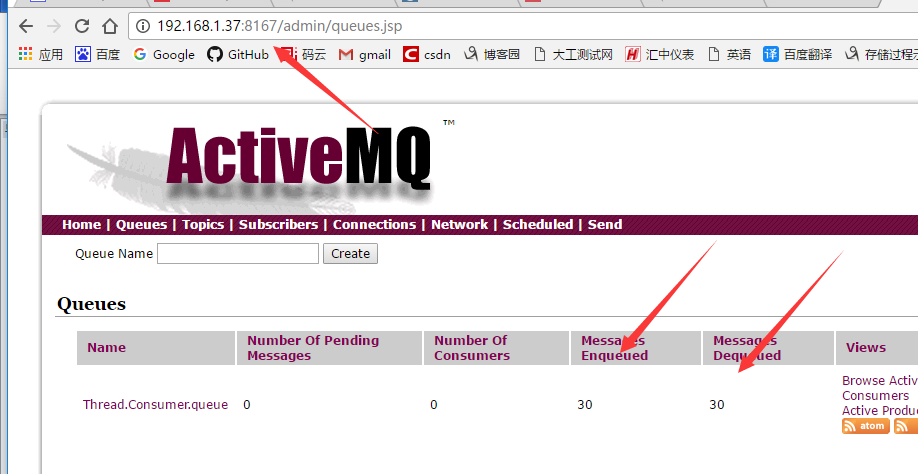 192.168.1.37:8167/admin/queues.jsp
应用 百度 Google GitHub 码云 gmail csdn 博客园 大工测试网 汇中仪表 英语 百度翻译 存储过程
ActiveMQ™
Home | Queues | Topics | Subscribers | Connections | Network | Scheduled | Send
Queue Name Create
Queues
Name Number Of Pending Messages Number Of Consumers Messages Enqueued Messages Dequeued Views
Thread.Consumer.queue 0 0 30 30 Browse Activ
Consumers
Active Produ
atom